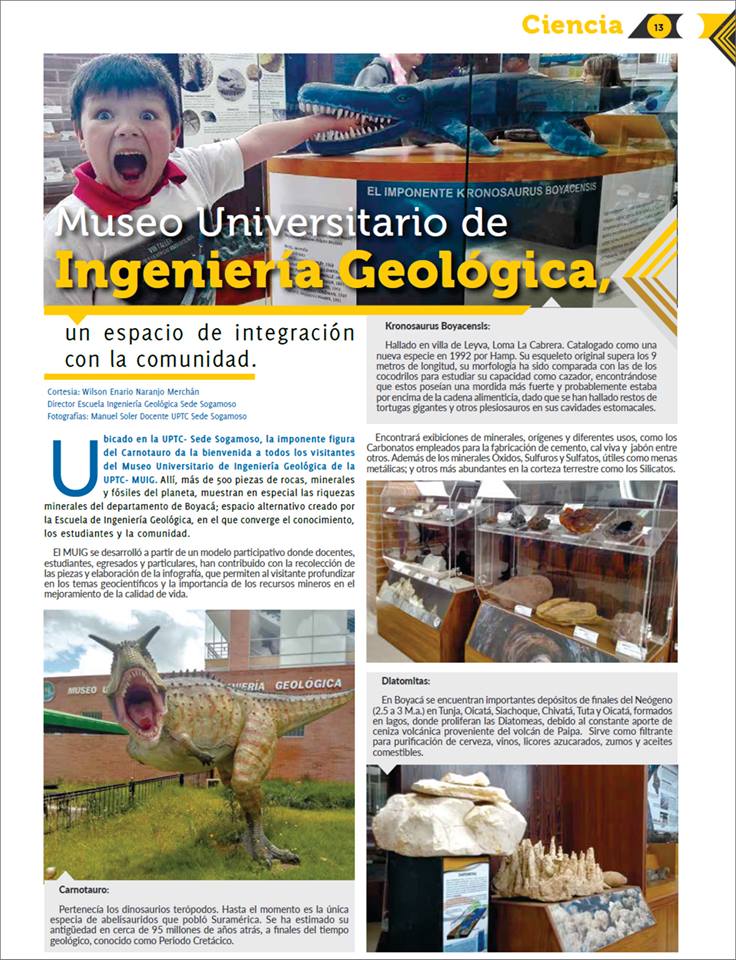 Ciencia 13
EL IMPONENTE KRONOSAURUS BOYACENSIS
Museo Universitario de
Ingeniería Geológica,
un espacio de integración
con la comunidad.
Cortesia: Wilson Enario Naranjo Merchán
Director Escuela Ingeniería Geológica Sede Sogamoso
Fotografías: Manuel Soler Docente UPTC Sede Sogamoso
Ubicado en la UPTC- Sede Sogamoso, la imponente figura
del Carnotauro da la bienvenida a todos los visitantes
del Museo Universitario de Ingeniería Geológica de la
UPTC- MUIG. Allí, más de 500 piezas de rocas, minerales
y fósiles del planeta, muestran en especial las riquezas
minerales del departamento de Boyacá; espacio alternativo creado por
la Escuela de Ingeniería Geológica, en el que converge el conocimiento,
los estudiantes y la comunidad.
El MUIG se desarrolló a partir de un modelo participativo donde docentes,
estudiantes, egresados y particulares, han contribuido con la recolección de
las piezas y elaboración de la infografía, que permiten al visitante profundizar
en los temas geocientíficos y la importancia de los recursos mineros en el
mejoramiento de la calidad de vida.
MUSEO
GEOLÓGICA
Carnotauro:
Pertenecía los dinosaurios terópodos. Hasta el momento es la única
especia de abelisauridos que pobló Suramérica. Se ha estimado su
antigüedad en cerca de 95 millones de años atrás, a finales del tiempo
geológico, conocido como Periodo Cretácico.
Kronosaurus Boyacensis:
Hallado en villa de Leyva, Loma La Cabrera. Catalogado como una
nueva especie en 1992 por Hamp. Su esqueleto original supera los 9
metros de longitud, su morfología ha sido comparada con las de los
cocodrilos para estudiar su capacidad como cazador, encontrándose
que estos poseían una mordida más fuerte y probablemente estaba
por encima de la cadena alimenticia, dado que se han hallado restos de
tortugas gigantes y otros plesiosauros en sus cavidades estomacales.
Encontrará exibiciones de minerales, orígenes y diferentes usos, como los
Carbonatos empleados para la fabricación de cemento, cal viva y jabón entre
otros. Además de los minerales Óxidos, Sulfuros y Sulfatos, útiles como menas
metálicas; y otros más abundantes en la corteza terrestre como los Silicatos.
Diatomitas:
En Boyacá se encuentran importantes depósitos de finales del Neógeno
(2.5 a 3 M.a.) en Tunja, Oicatá, Siachoque, Chivatá, Tuta y Oicatá, formados
en lagos, donde proliferan las Diatomeas, debido al constante aporte de
ceniza volcánica proveniente del volcán de Paipa. Sirve como filtrante
para purificación de cerveza, vinos, licores azucarados, zumos y aceites
comestibles.